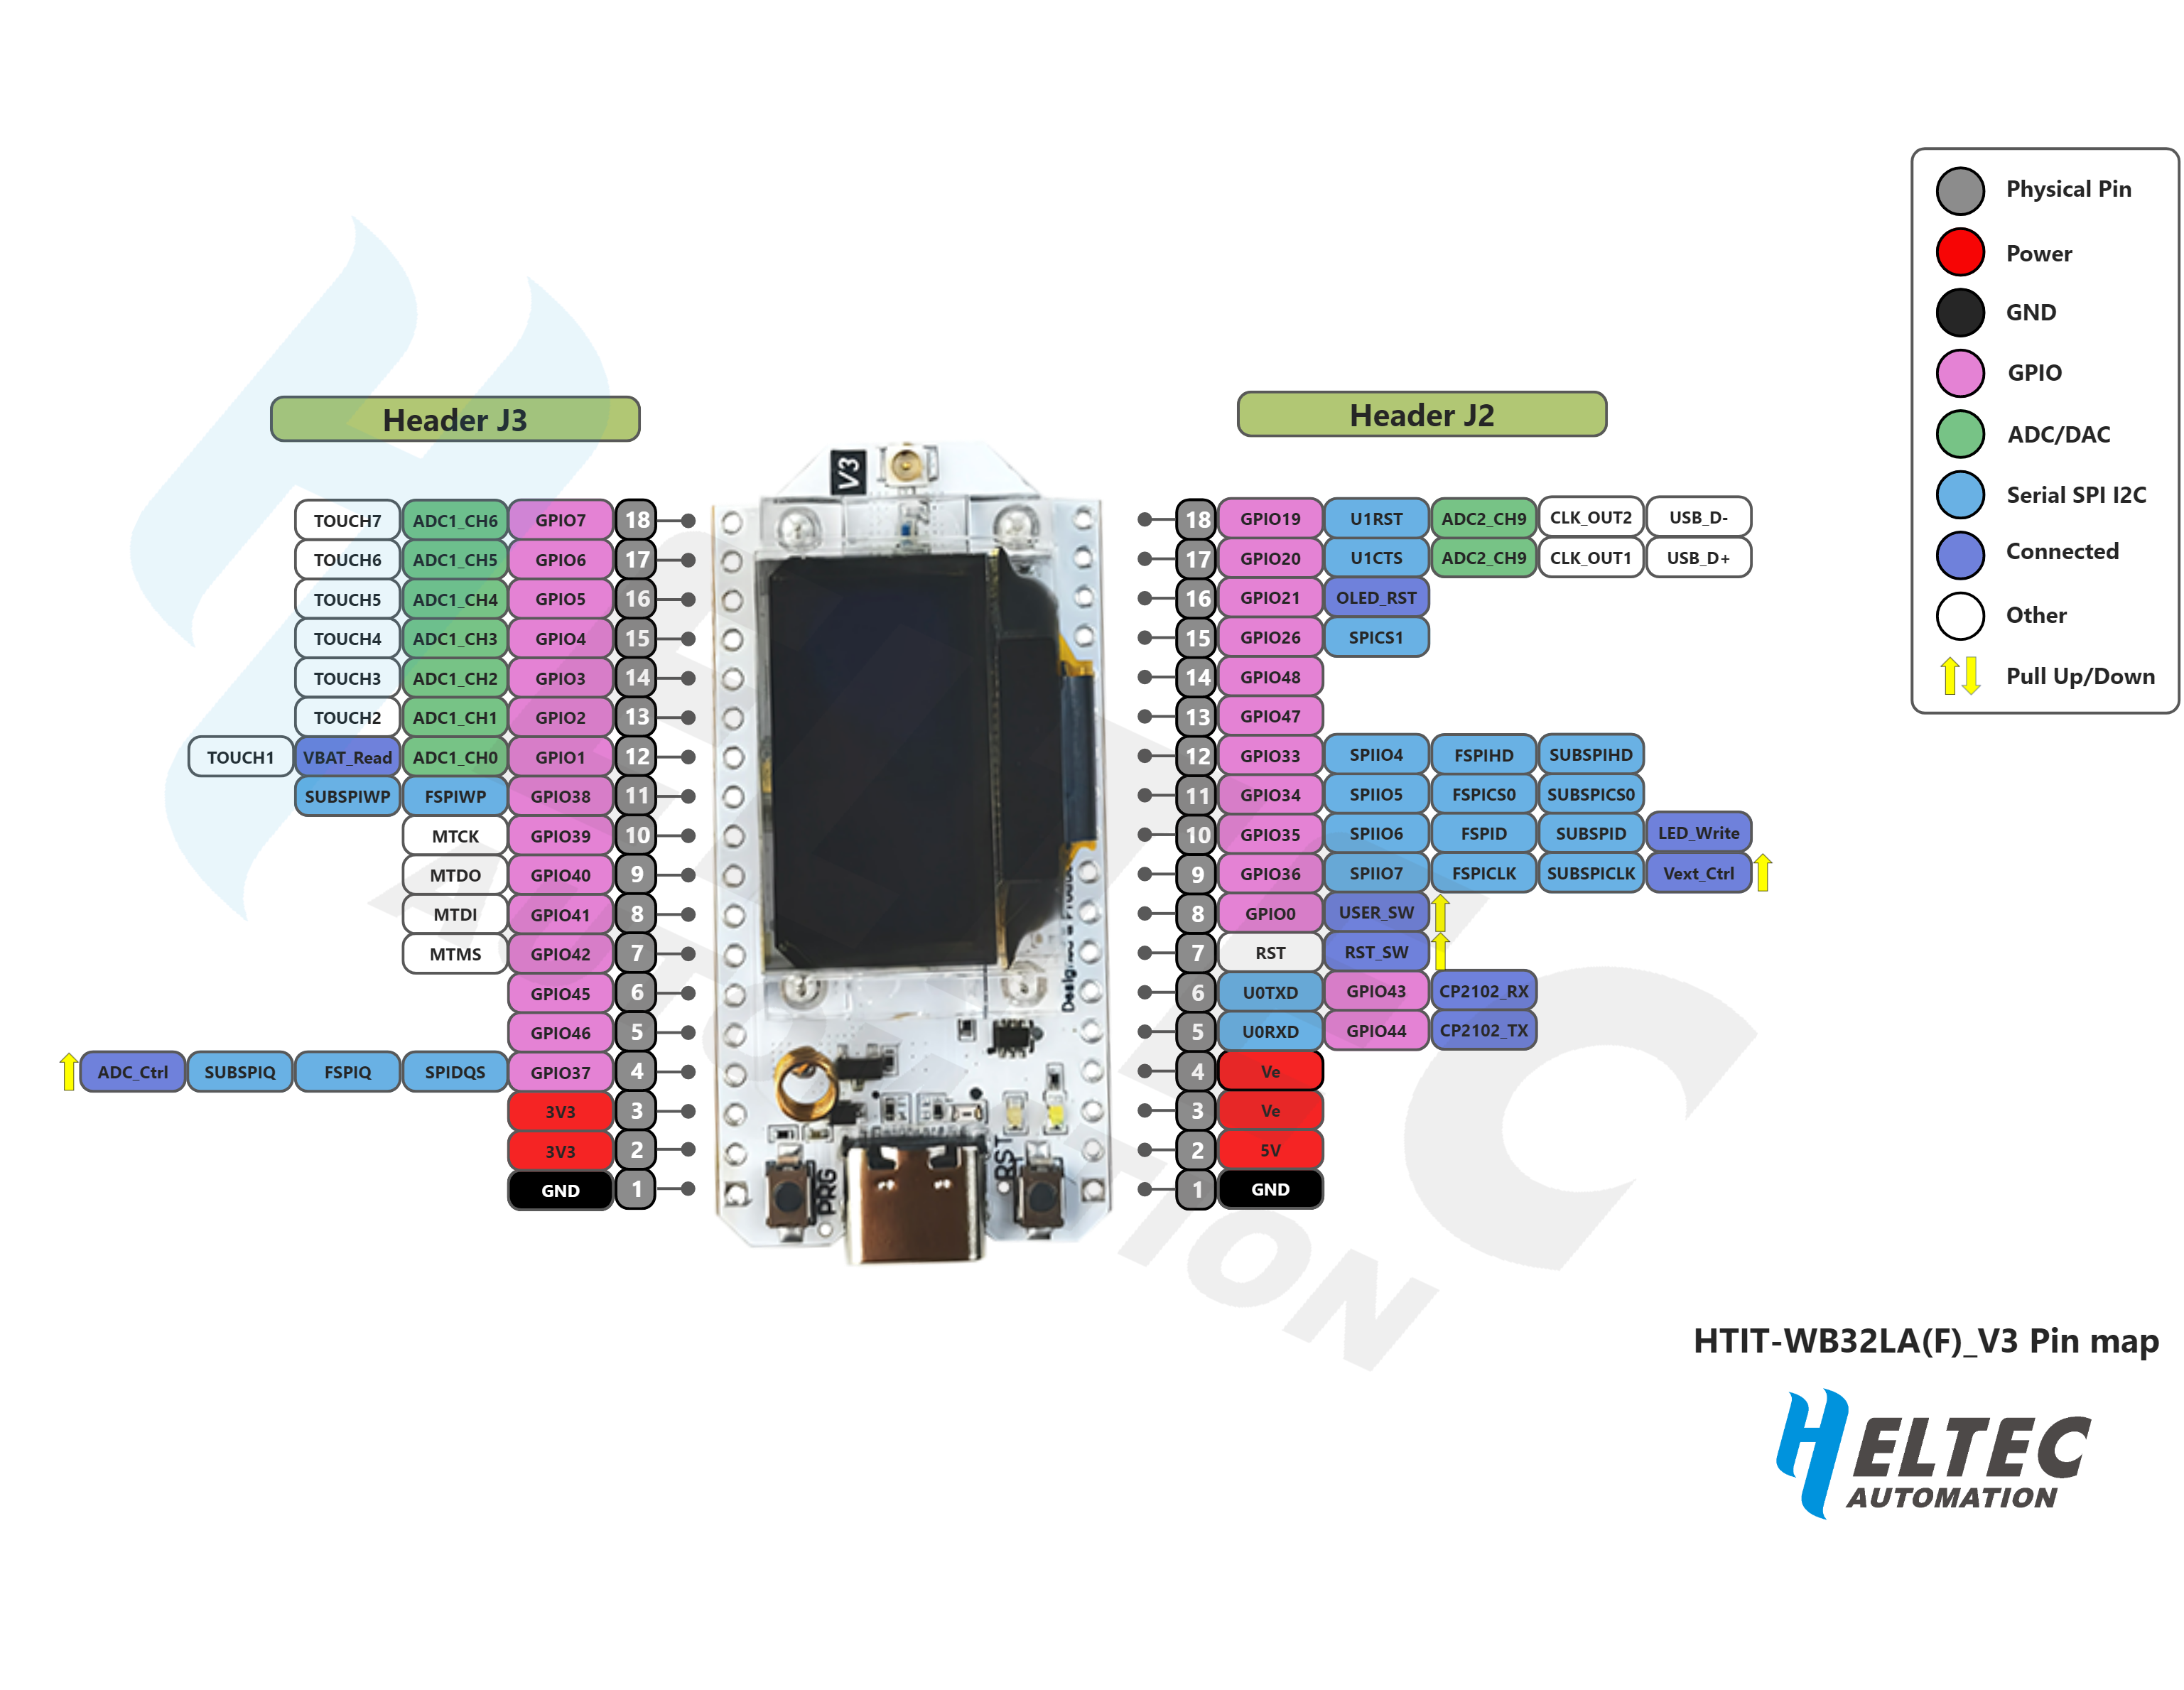 Physical Pin
Power
GND
GPIO
ADC/DAC
Serial SPI I2C
Connected
Other
Pull Up/Down
Header J3
Header J2
V3
TOUCH7 ADC1_CH6 GPIO7 18
TOUCH6 ADC1_CH5 GPIO6 17
TOUCH5 ADC1_CH4 GPIO5 16
TOUCH4 ADC1_CH3 GPIO4 15
TOUCH3 ADC1_CH2 GPIO3 14
TOUCH2 ADC1_CH1 GPIO2 13
TOUCH1 VBAT_Read ADC1_CH0 GPIO1 12
SUBSPIWP FSPIWP GPIO38 11
MTCK GPIO39 10
MTDO GPIO40 9
MTDI GPIO41 8
MTMS GPIO42 7
GPIO45 6
GPIO46 5
ADC_Ctrl SUBSPIQ FSPIQ SPIDQS GPIO37 4
3V3 3
3V3 2
GND 1
18 GPIO19 U1RST ADC2_CH9 CLK_OUT2 USB_D-
17 GPIO20 U1CTS ADC2_CH9 CLK_OUT1 USB_D+
16 GPIO21 OLED_RST
15 GPIO26 SPICS1
14 GPIO48
13 GPIO47
12 GPIO33 SPIIO4 FSPIHD SUBSPIHD
11 GPIO34 SPIIO5 FSPICS0 SUBSPICS0
10 GPIO35 SPIIO6 FSPID SUBSPID LED_Write
9 GPIO36 SPIIO7 FSPICLK SUBSPICLK Vext_Ctrl
8 GPIO0 USER_SW
7 RST RST_SW
6 U0TXD GPIO43 CP2102_RX
5 U0RXD GPIO44 CP2102_TX
4 Ve
3 Ve
2 5V
1 GND
PRG
RST
HTIT-WB32LA(F)_V3 Pin map
HELTEC
AUTOMATION
HELTEC
AUTOMATION